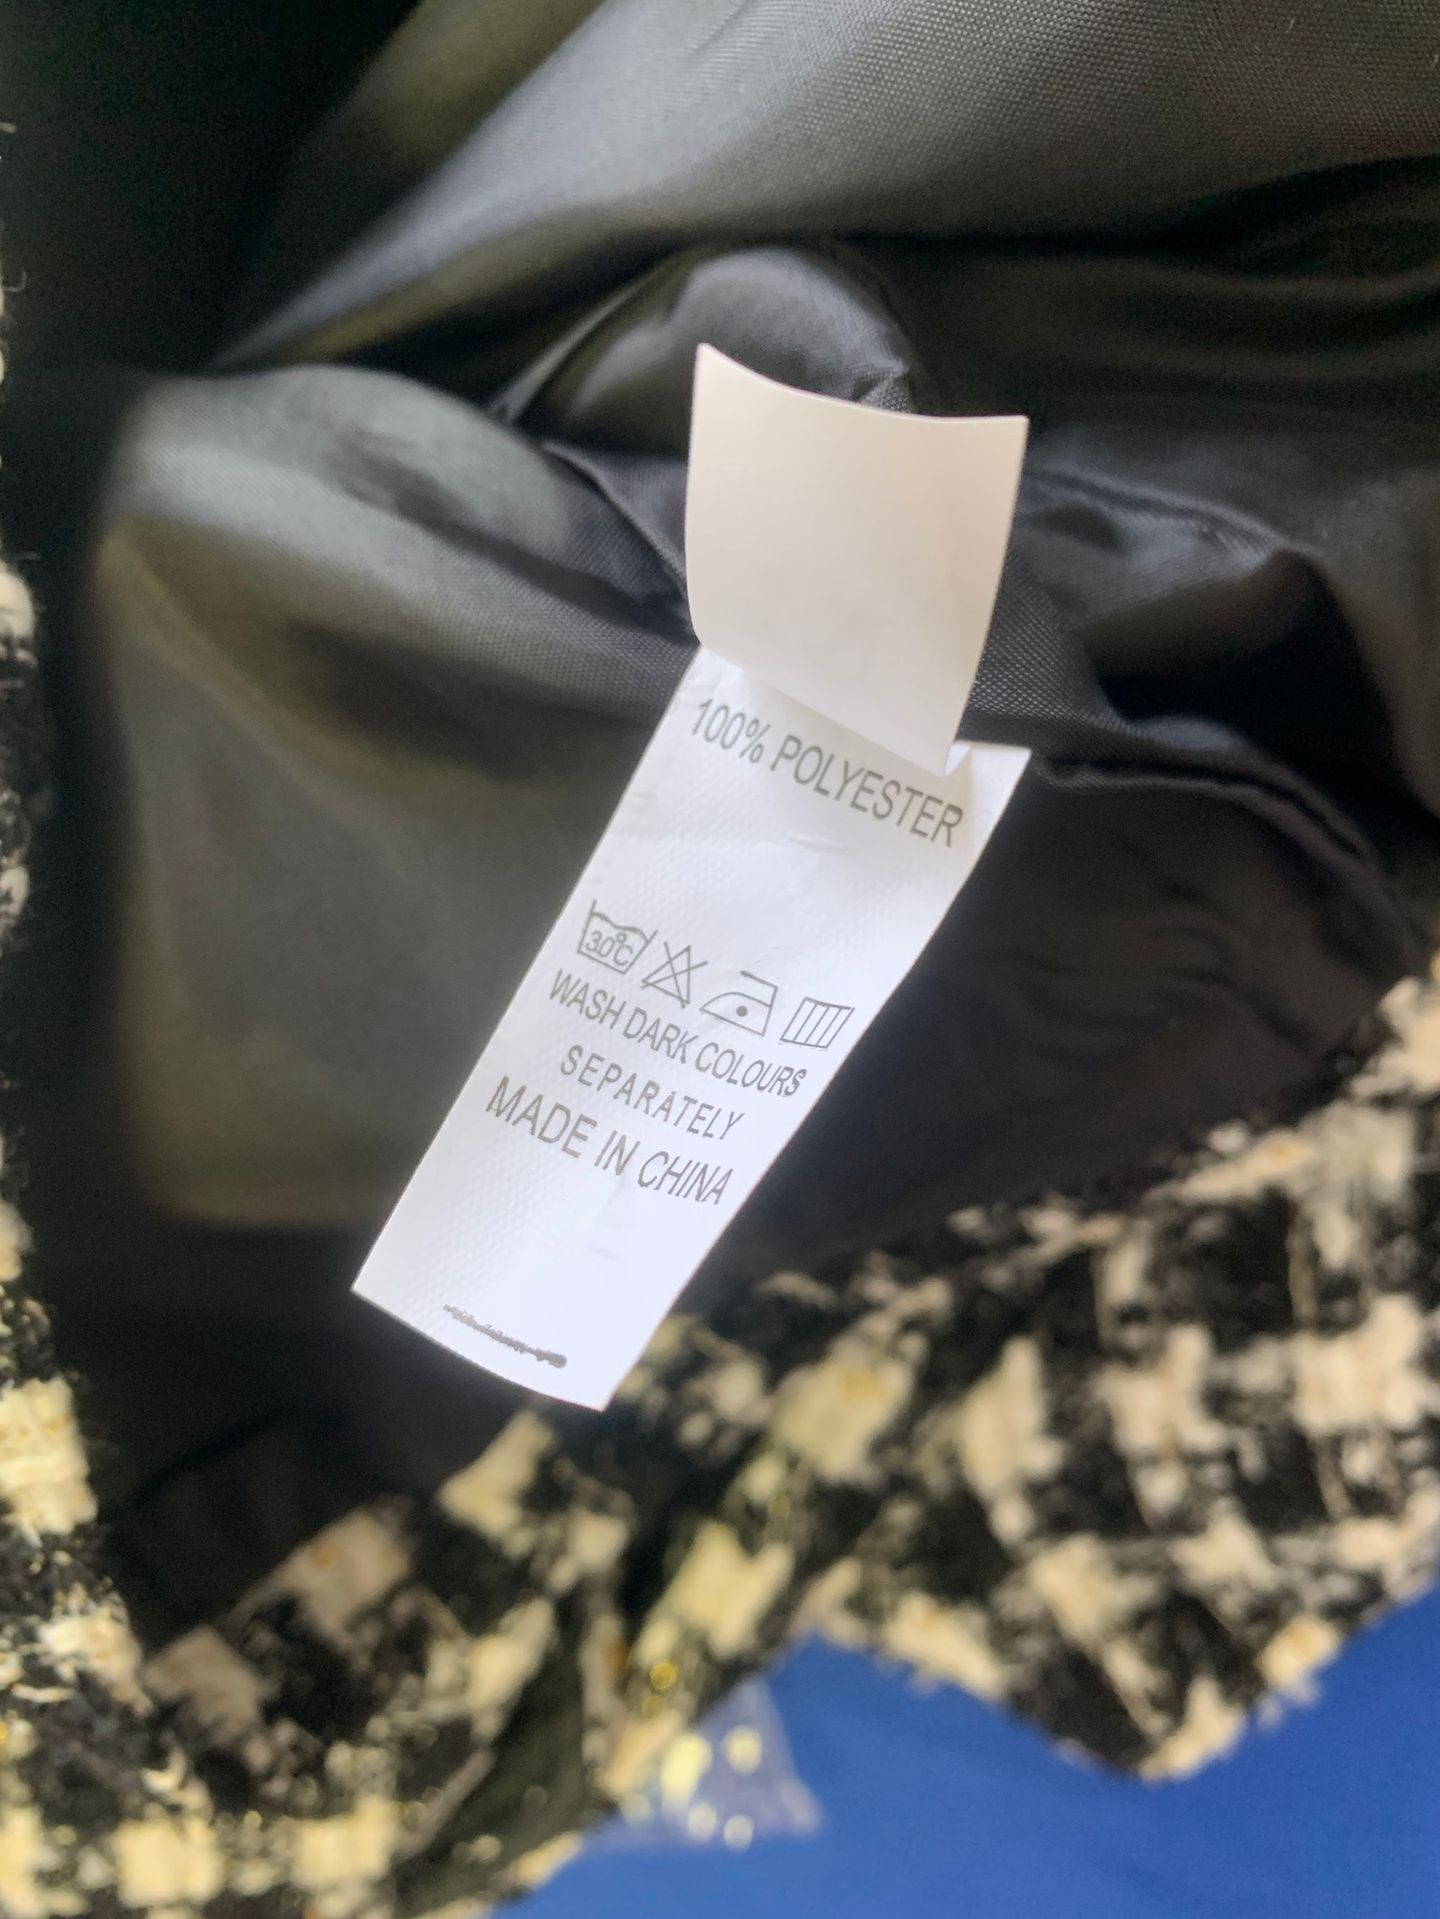 100% POLYESTER
30°C
WASH DARK COLOURS
SEPARATELY
MADE IN CHINA